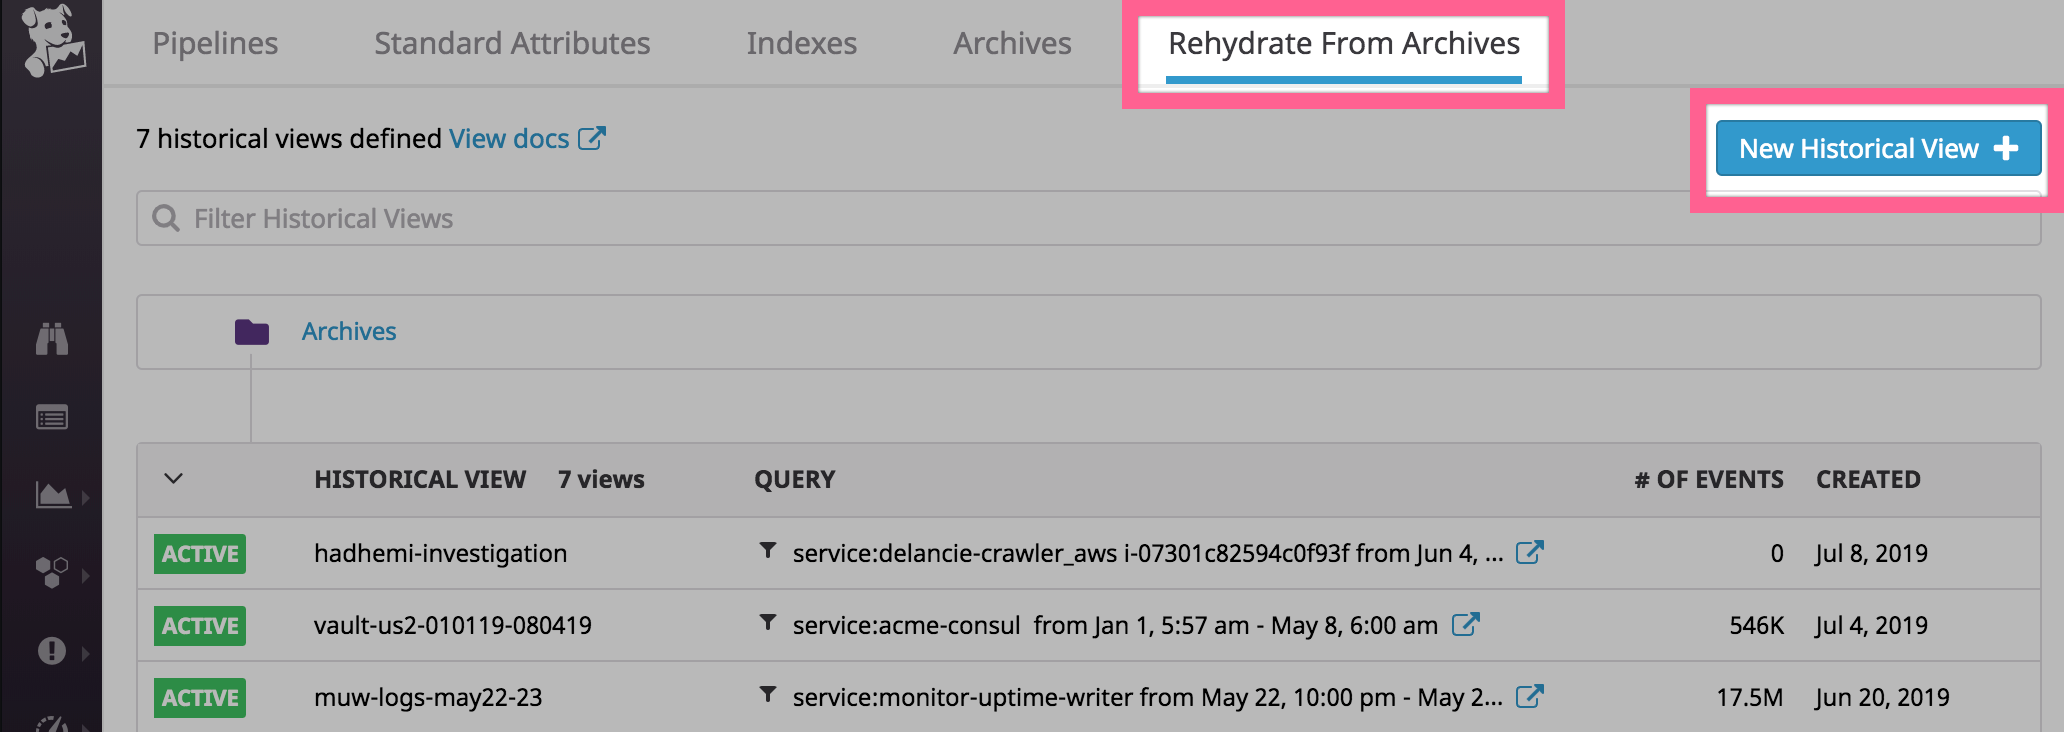 Pipelines Standard Attributes Indexes Archives Rehydrate From Archives
7 historical views defined View docs
New Historical View
Filter Historical Views
Archives
HISTORICAL VIEW 7 views QUERY # OF EVENTS CREATED
ACTIVE hadhemi-investigation service:delancie-crawler_aws i-07301c82594c0f93f from Jun 4, ... 0 Jul 8, 2019
ACTIVE vault-us2-010119-080419 service:acme-consul from Jan 1, 5:57 am - May 8, 6:00 am 546K Jul 4, 2019
ACTIVE muw-logs-may22-23 service:monitor-uptime-writer from May 22, 10:00 pm - May 2... 17.5M Jun 20, 2019